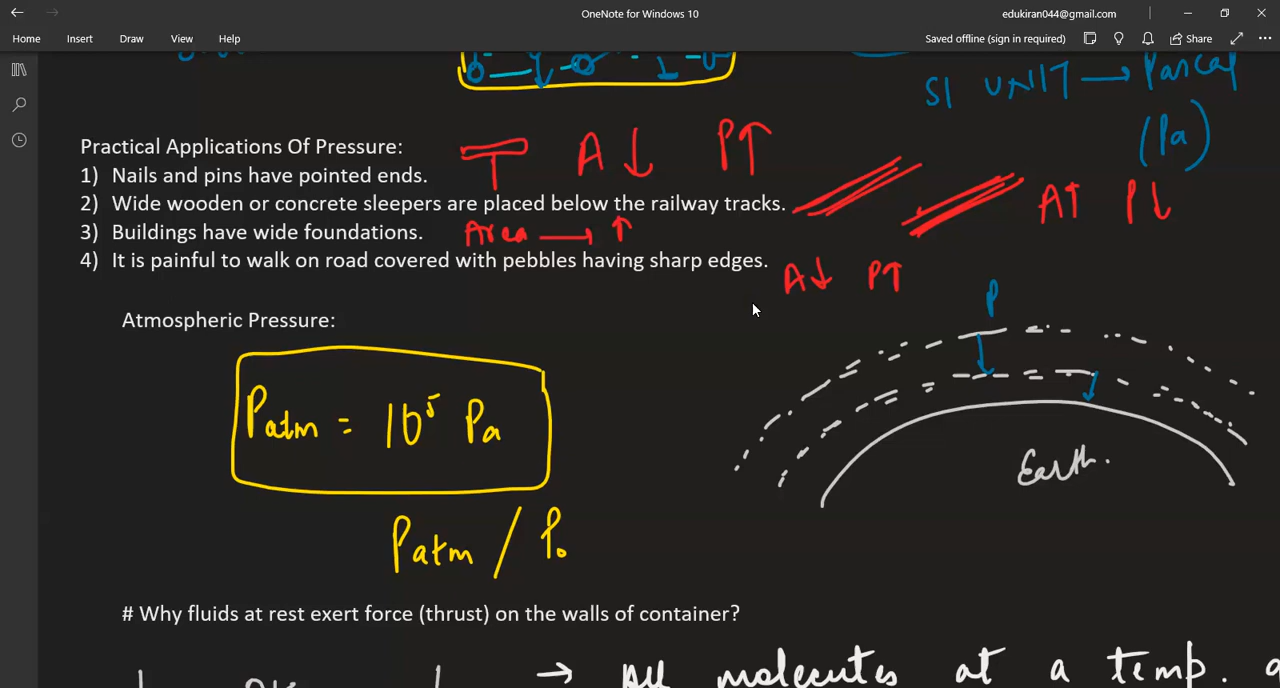 OneNote for Windows 10
edukiran044@gmail.com
Home Insert Draw View Help
Saved offline (sign in required) Share
SI UNIT → Pascal
(Pa)
Practical Applications Of Pressure:
A↓ P↑
1) Nails and pins have pointed ends.
2) Wide wooden or concrete sleepers are placed below the railway tracks.
A↑ P↓
3) Buildings have wide foundations.
Area → ↑
4) It is painful to walk on road covered with pebbles having sharp edges.
A↓ P↑
P
Atmospheric Pressure:
Patm = 10⁵ Pa
Earth.
Patm / P₀
# Why fluids at rest exert force (thrust) on the walls of container?
→ All molecules at a temp.